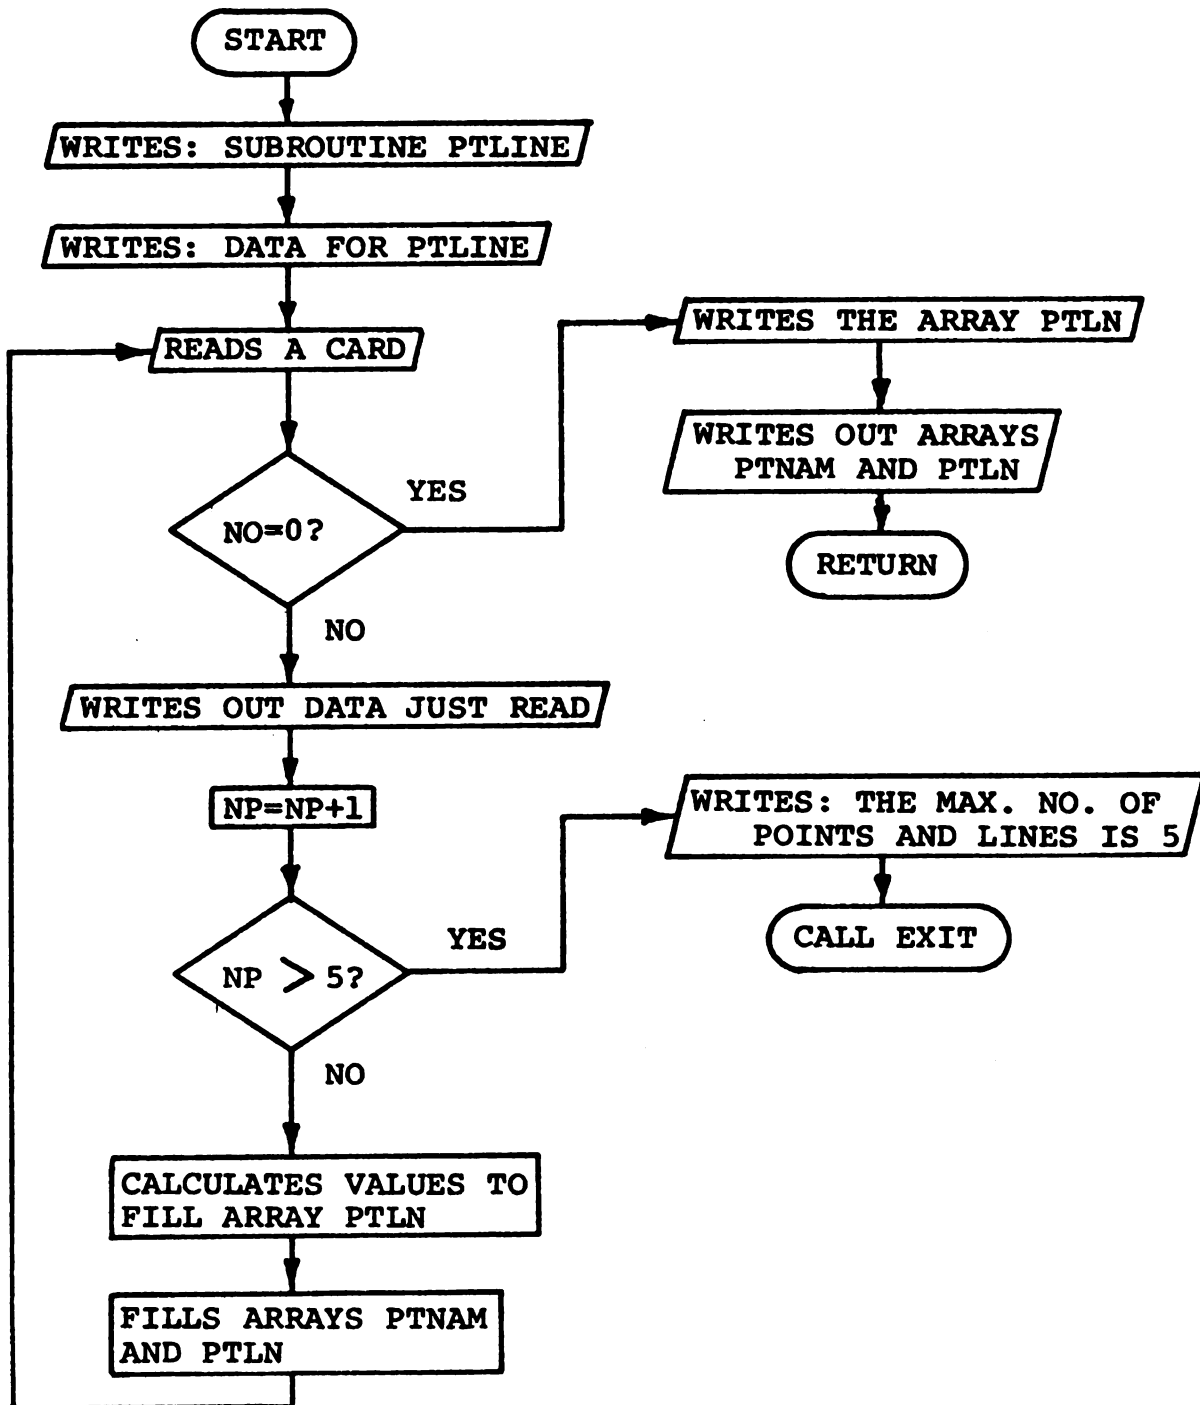 START
WRITES: SUBROUTINE PTLINE
WRITES: DATA FOR PTLINE
READS A CARD
NO=0?
YES
WRITES THE ARRAY PTLN
WRITES OUT ARRAYS
PTNAM AND PTLN
RETURN
NO
WRITES OUT DATA JUST READ
NP=NP+1
NP > 5?
YES
WRITES: THE MAX. NO. OF
POINTS AND LINES IS 5
CALL EXIT
NO
CALCULATES VALUES TO
FILL ARRAY PTLN
FILLS ARRAYS PTNAM
AND PTLN